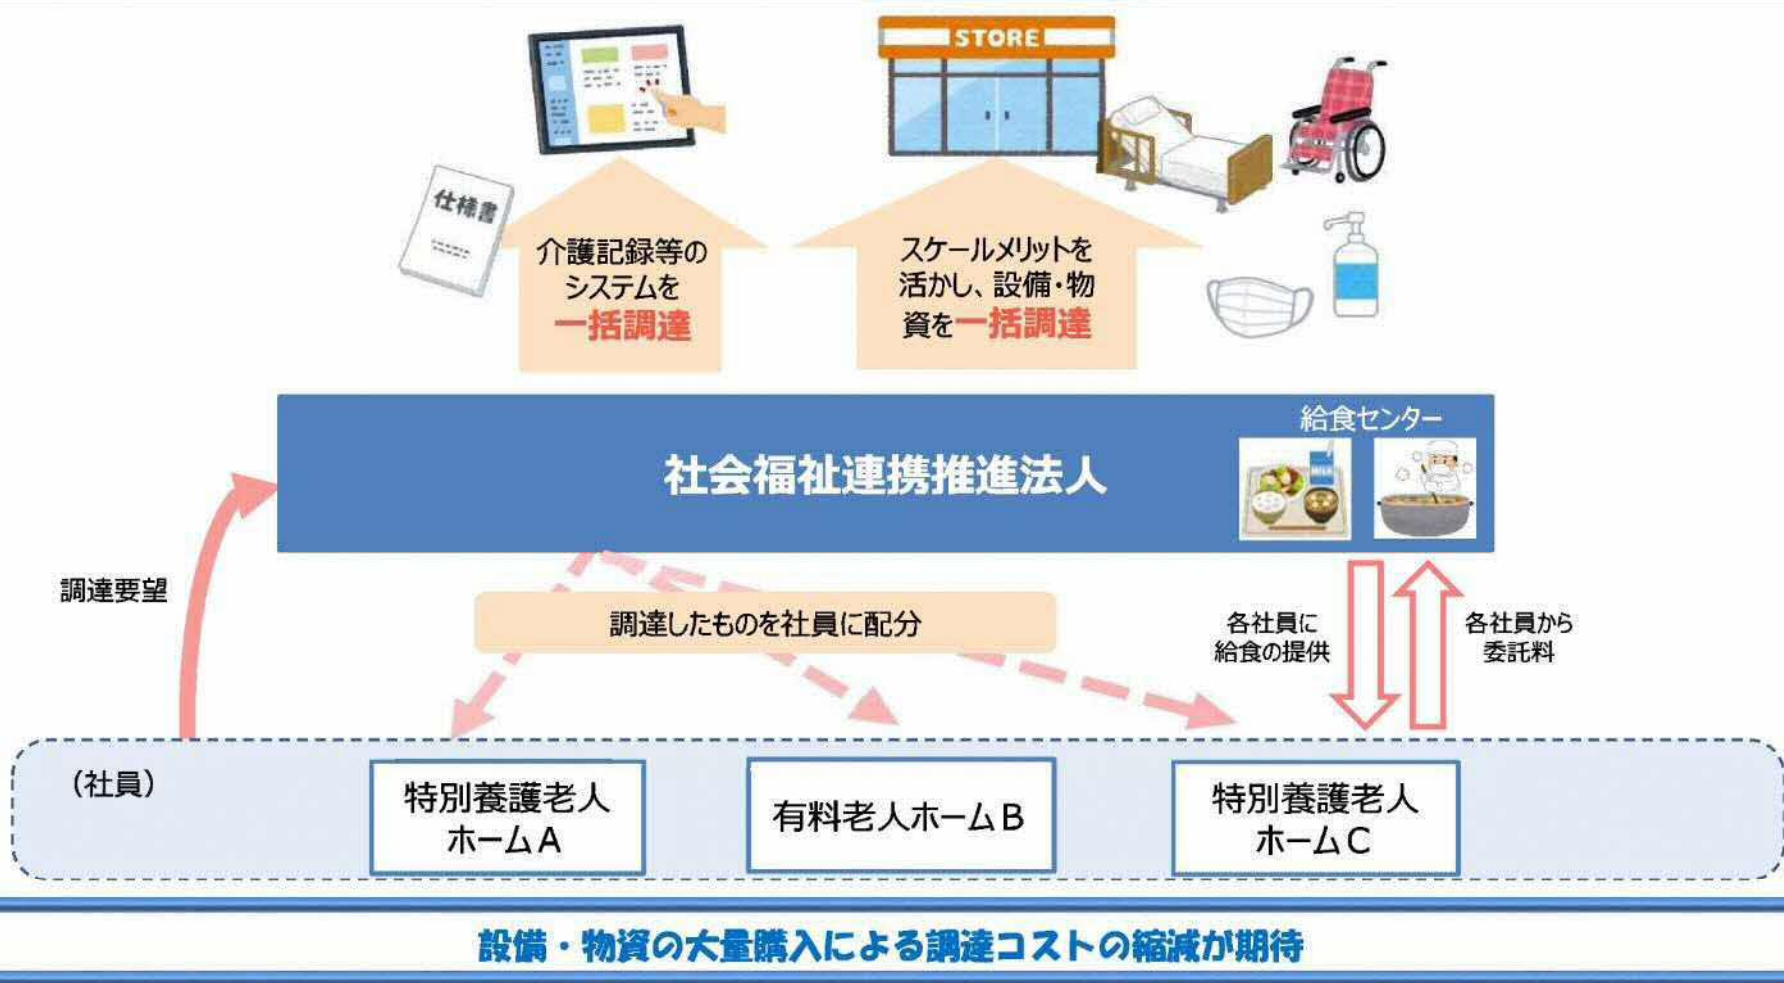 STORE
仕様書
介護記録等の
システムを
一括調達
スケールメリットを
活かし、設備・物
資を一括調達
給食センター
MILK
社会福祉連携推進法人
調達要望
調達したものを社員に配分
各社員に
給食の提供
各社員から
委託料
（社員）
特別養護老人
ホームA
有料老人ホームB
特別養護老人
ホームC
設備・物資の大量購入による調達コストの縮減が期待